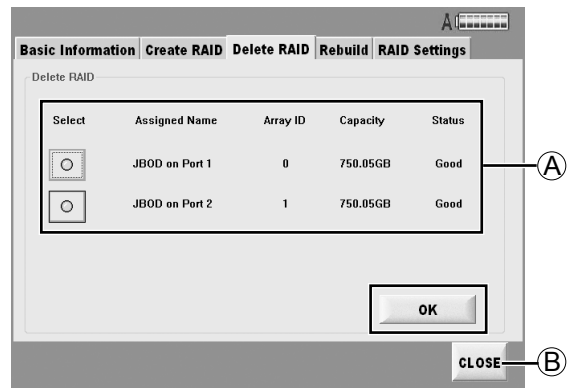 A
Basic Information Create RAID Delete RAID Rebuild RAID Settings
Delete RAID
Select Assigned Name Array ID Capacity Status
JBOD on Port 1 0 750.05GB Good
JBOD on Port 2 1 750.05GB Good
A
OK
CLOSE
B